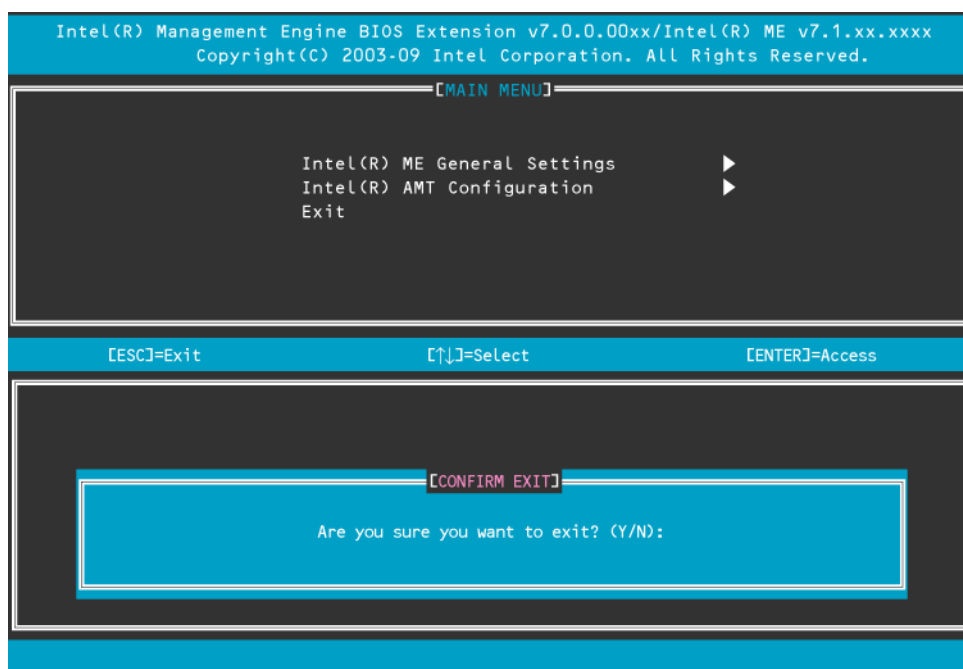 Intel(R) Management Engine BIOS Extension v7.0.0.00xx/Intel(R) ME v7.1.xx.xxxx
Copyright(C) 2003-09 Intel Corporation. All Rights Reserved.
[MAIN MENU]
Intel(R) ME General Settings ▶
Intel(R) AMT Configuration ▶
Exit
[ESC]=Exit [↑↓]=Select [ENTER]=Access
[CONFIRM EXIT]
Are you sure you want to exit? (Y/N):